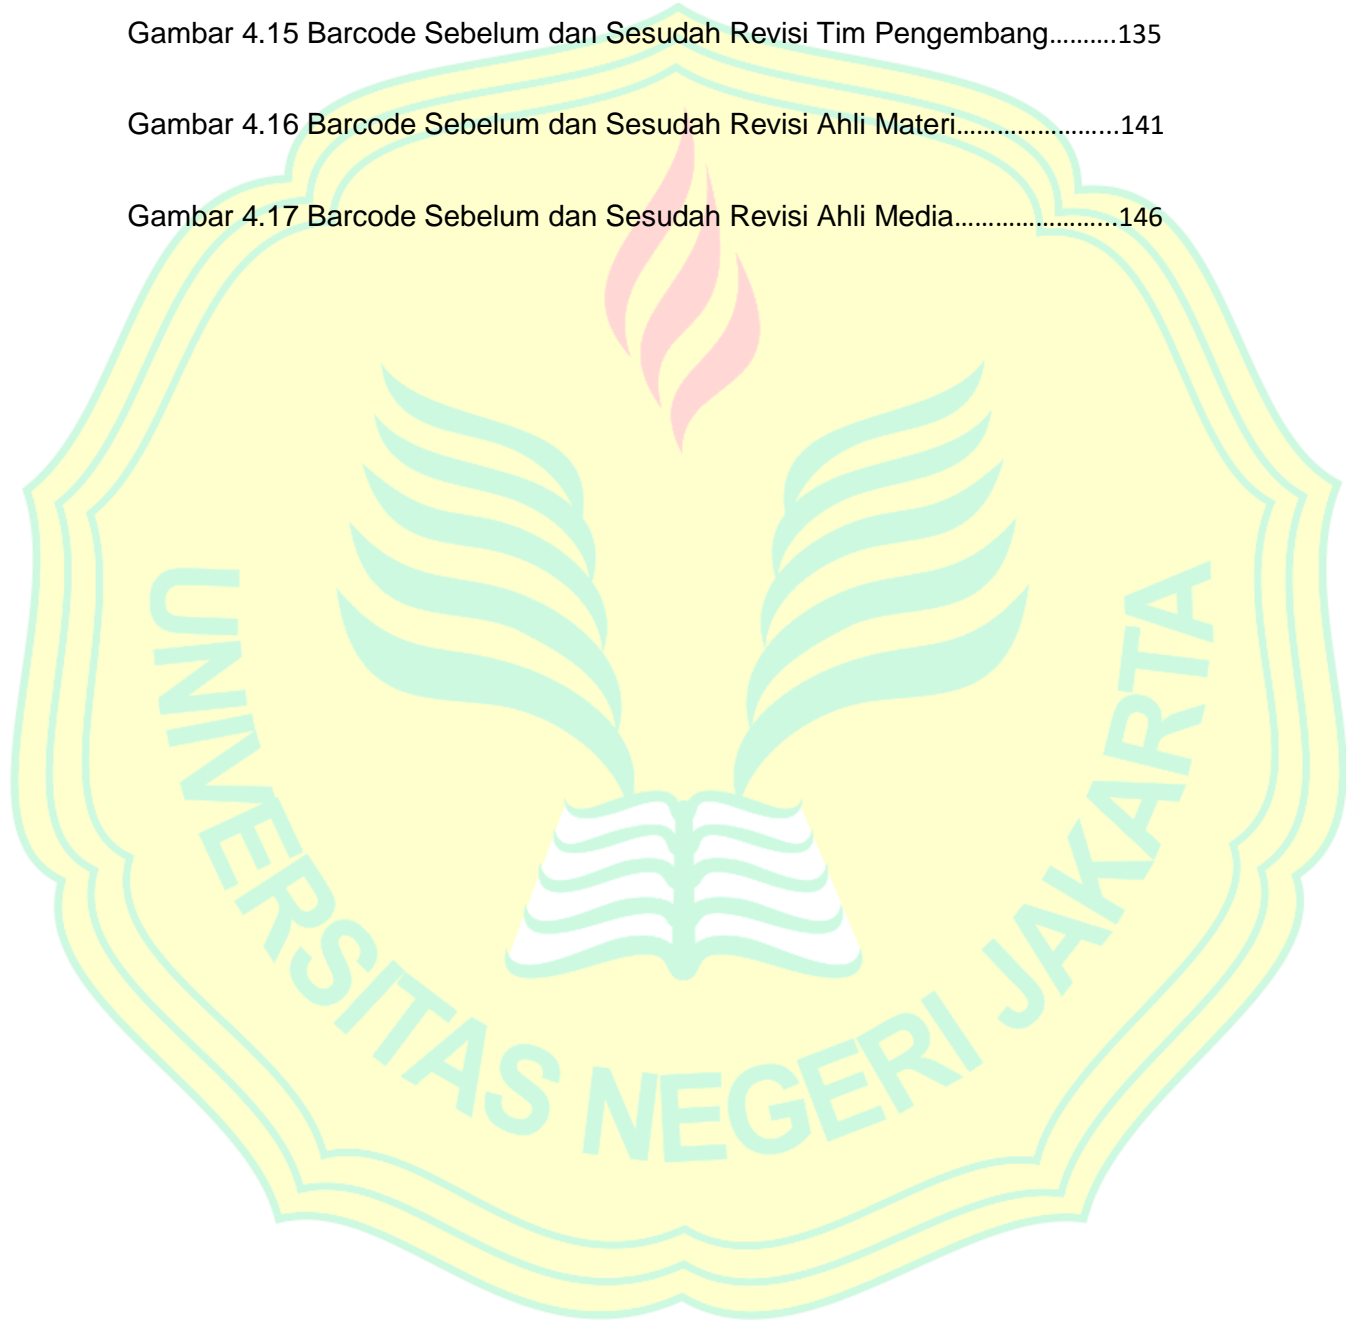 Gambar 4.15 Barcode Sebelum dan Sesudah Revisi Tim Pengembang……….135
Gambar 4.16 Barcode Sebelum dan Sesudah Revisi Ahli Materi…………………...141
Gambar 4.17 Barcode Sebelum dan Sesudah Revisi Ahli Media…………………...146
UNIVERSITAS NEGERI JAKARTA